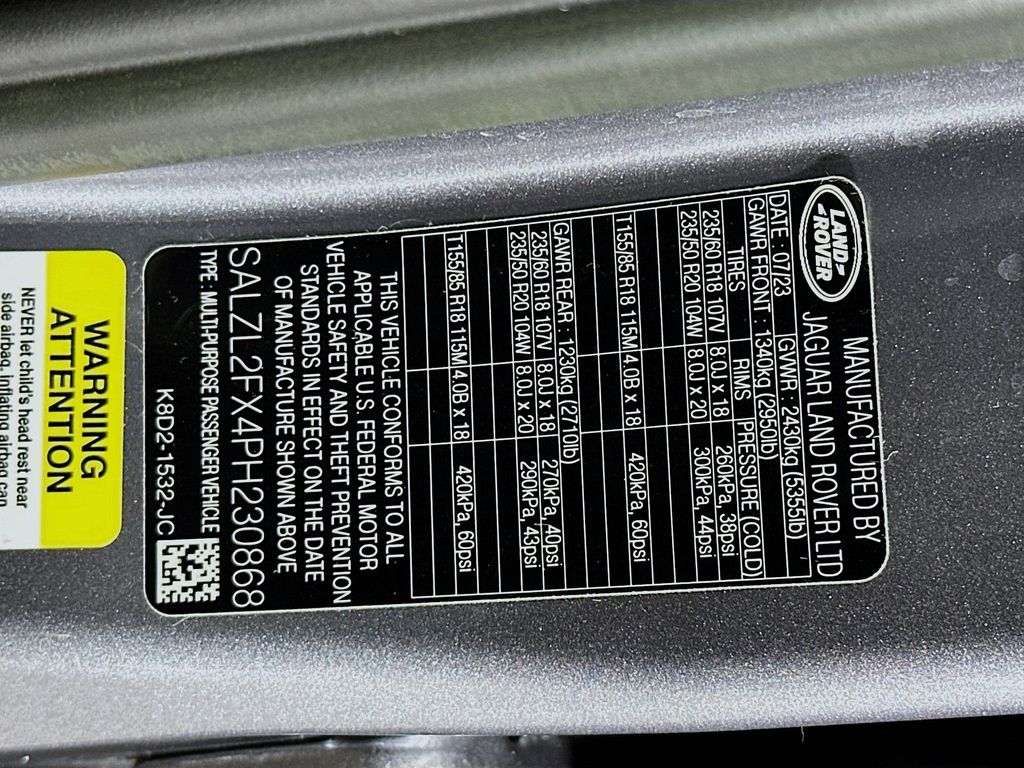 LAND
ROVER
MANUFACTURED BY
JAGUAR LAND ROVER LTD
DATE : 07/23 GVWR : 2430kg (5355lb)
GAWR FRONT : 1340kg (2950lb)
TIRES RIMS PRESSURE (COLD)
235/60 R18 107V 8.0J x 18 260kPa, 38psi
235/50 R20 104W 8.0J x 20 300kPa, 44psi
T155/85 R18 115M 4.0B x 18 420kPa, 60psi
GAWR REAR : 1230kg (2710lb)
235/60 R18 107V 8.0J x 18 270kPa, 40psi
235/50 R20 104W 8.0J x 20 290kPa, 43psi
T155/85 R18 115M 4.0B x 18 420kPa, 60psi
THIS VEHICLE CONFORMS TO ALL
APPLICABLE U.S. FEDERAL MOTOR
VEHICLE SAFETY AND THEFT PREVENTION
STANDARDS IN EFFECT ON THE DATE
OF MANUFACTURE SHOWN ABOVE
SALZL2FX4PH230868
TYPE : MULTI-PURPOSE PASSENGER VEHICLE
K8D2-1532-JC
WARNING
ATTENTION
NEVER let child's head rest near
side airbag. Inflating airbag can